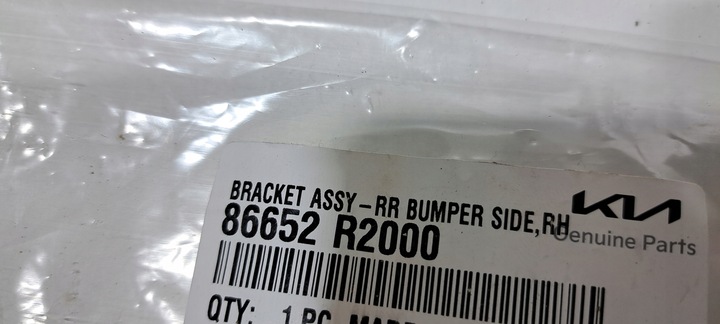 BRACKET ASSY-RR BUMPER SIDE,RH
KIA
86652 R2000
Genuine Parts
QTY: 1 PC